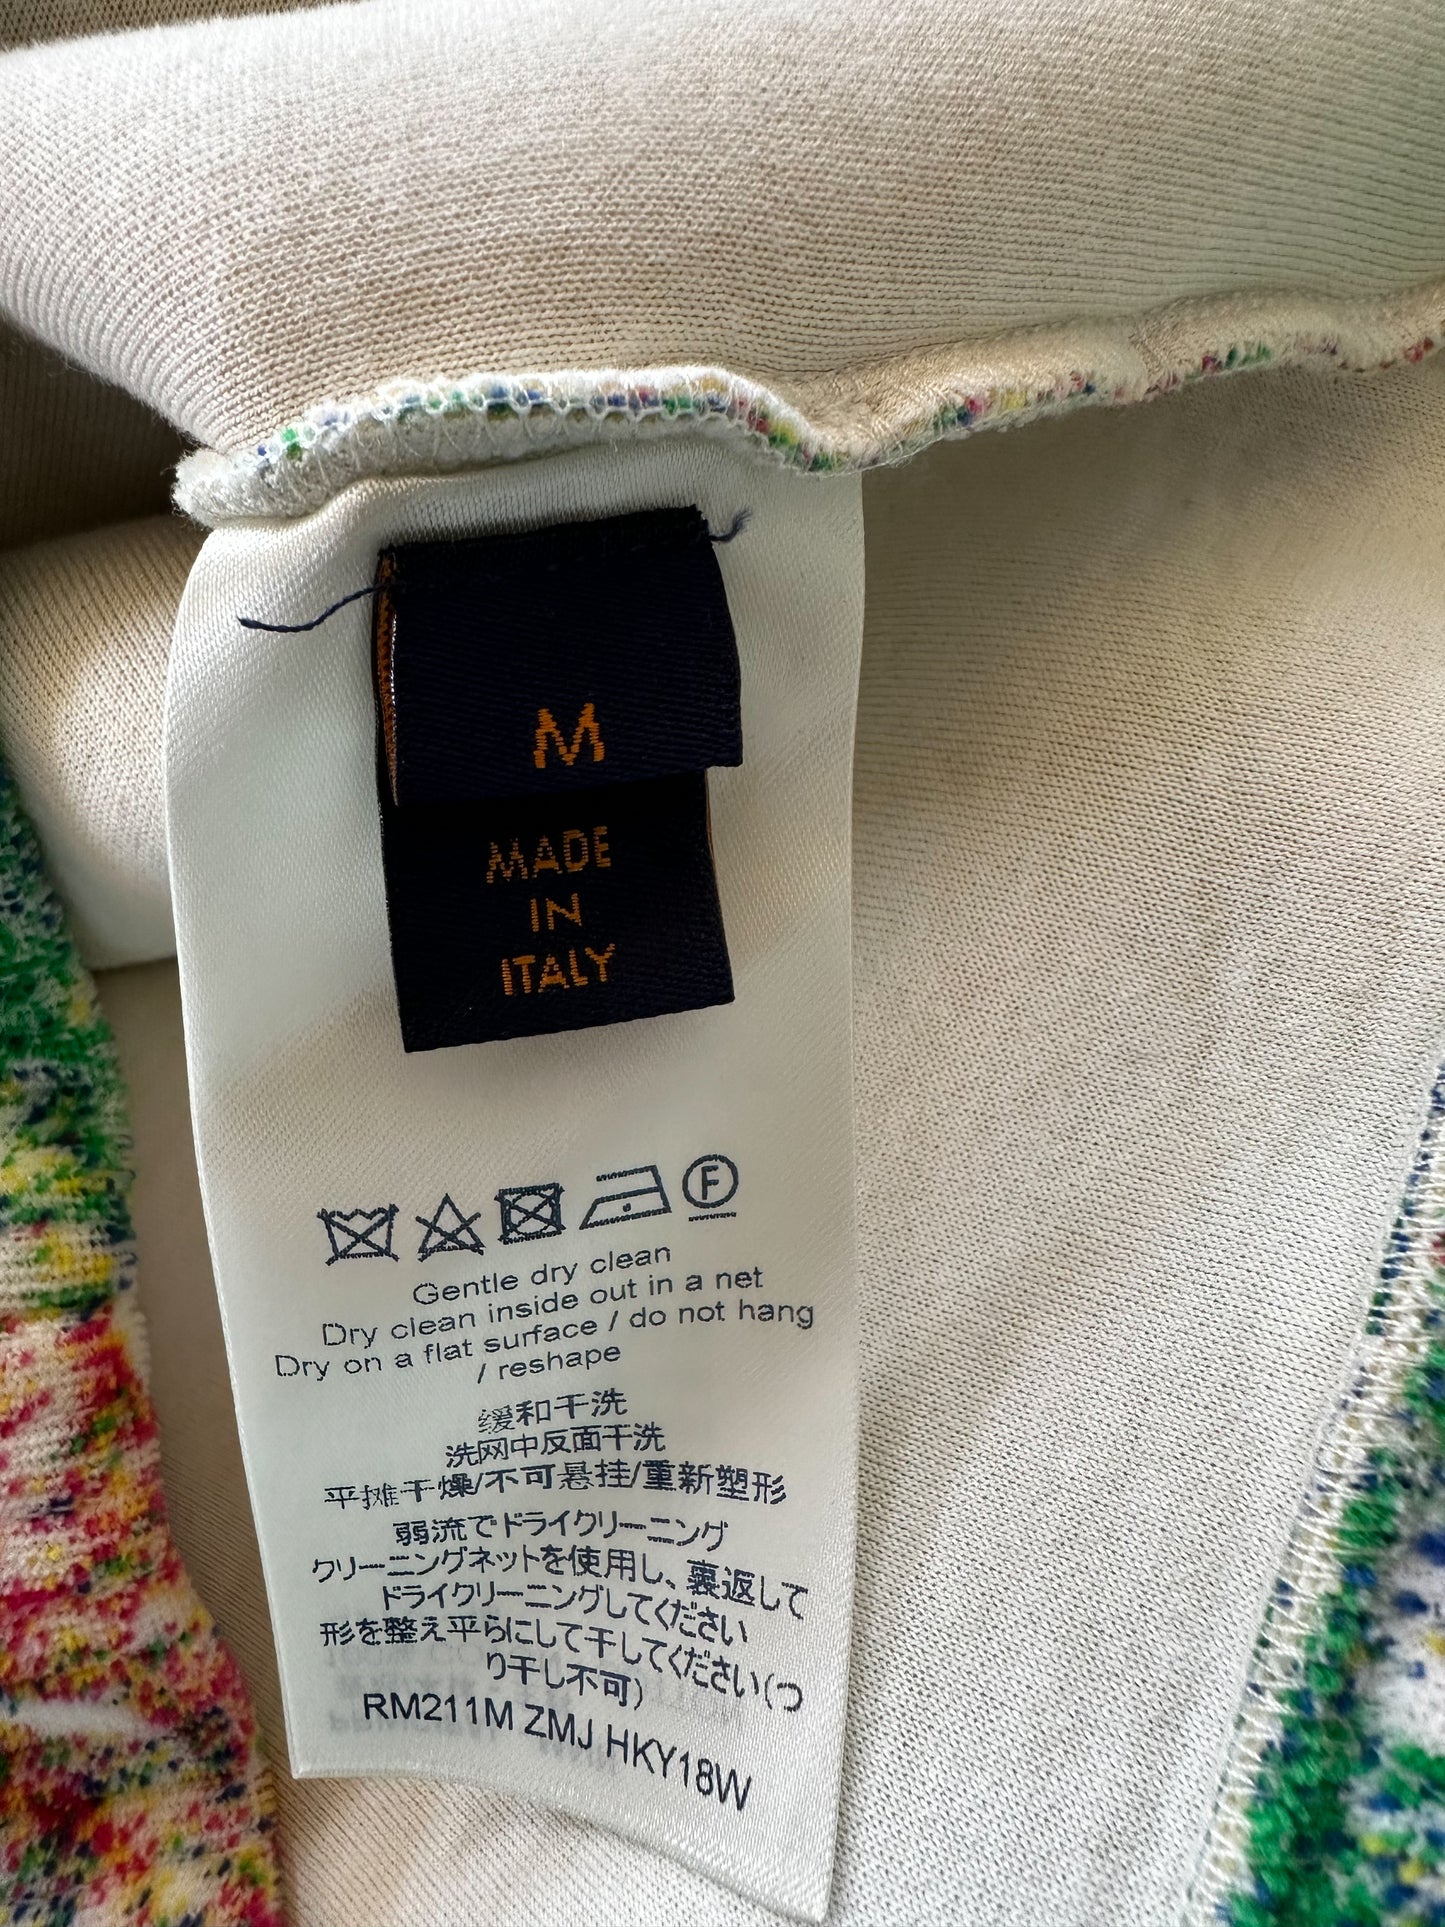 M
MADE
IN
ITALY
F
Gentle dry clean
Dry clean inside out in a net
Dry on a flat surface / do not hang
/ reshape
缓和干洗
洗网中反面干洗
平摊干燥/不可悬挂/重新塑形
弱流でドライクリーニング
クリーニングネットを使用し、裏返して
ドライクリーニングしてください
形を整え平らにして干してください(つ
り干し不可)
RM211M ZMJ HKY18W